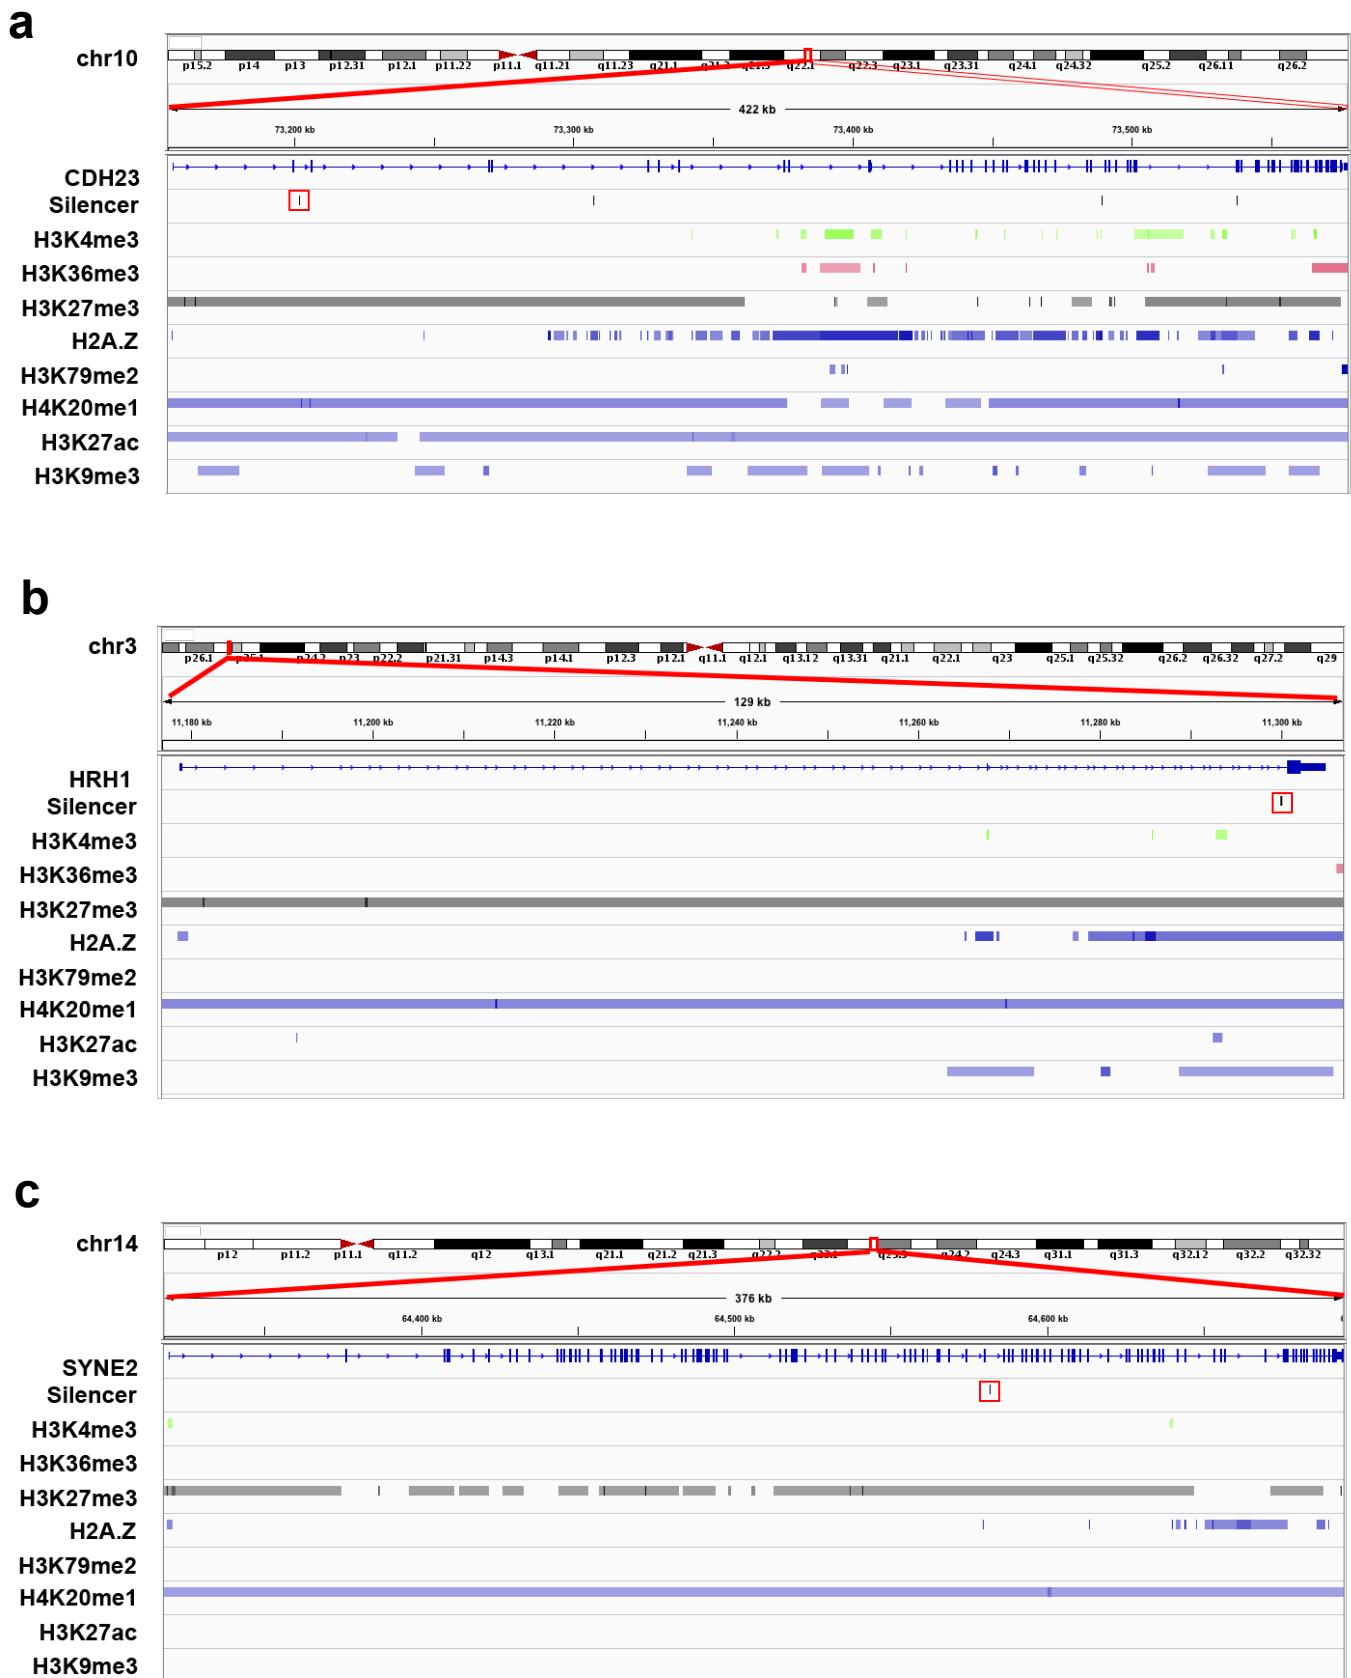 a
chr10
p15.2 p14 p13 p12.31 p12.1 p11.22 p11.1 q11.21 q11.23 q21.1 q21.3 q22.1 q22.3 q23.1 q23.31 q24.1 q24.32 q25.2 q26.11 q26.2
422 kb
73,200 kb 73,300 kb 73,400 kb 73,500 kb
CDH23
Silencer
H3K4me3
H3K36me3
H3K27me3
H2A.Z
H3K79me2
H4K20me1
H3K27ac
H3K9me3
b
chr3
p26.1 p24.2 p23 p22.2 p21.31 p14.3 p14.1 p12.3 p12.1 q11.1 q12.1 q13.12 q13.31 q21.1 q22.1 q23 q25.1 q25.32 q26.2 q26.32 q27.2 q29
129 kb
11,180 kb 11,200 kb 11,220 kb 11,240 kb 11,260 kb 11,280 kb 11,300 kb
HRH1
Silencer
H3K4me3
H3K36me3
H3K27me3
H2A.Z
H3K79me2
H4K20me1
H3K27ac
H3K9me3
c
chr14
p12 p11.2 p11.1 q11.2 q12 q13.1 q21.1 q21.2 q21.3 q22.2 q23.1 q24.2 q24.3 q31.1 q31.3 q32.12 q32.2 q32.32
376 kb
64,400 kb 64,500 kb 64,600 kb
SYNE2
Silencer
H3K4me3
H3K36me3
H3K27me3
H2A.Z
H3K79me2
H4K20me1
H3K27ac
H3K9me3